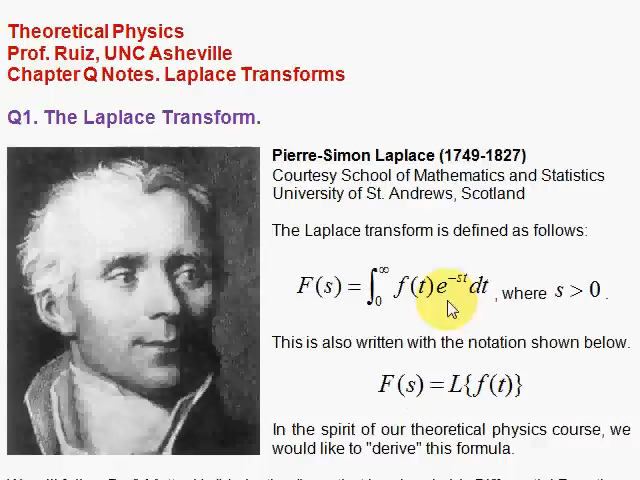 Theoretical Physics
Prof. Ruiz, UNC Asheville
Chapter Q Notes. Laplace Transforms
Q1. The Laplace Transform.
Pierre-Simon Laplace (1749-1827)
Courtesy School of Mathematics and Statistics
University of St. Andrews, Scotland
The Laplace transform is defined as follows:
F(s) = ∫₀^∞ f(t)e^{−st} dt , where s > 0 .
This is also written with the notation shown below.
F(s) = L{f(t)}
In the spirit of our theoretical physics course, we
would like to "derive" this formula.